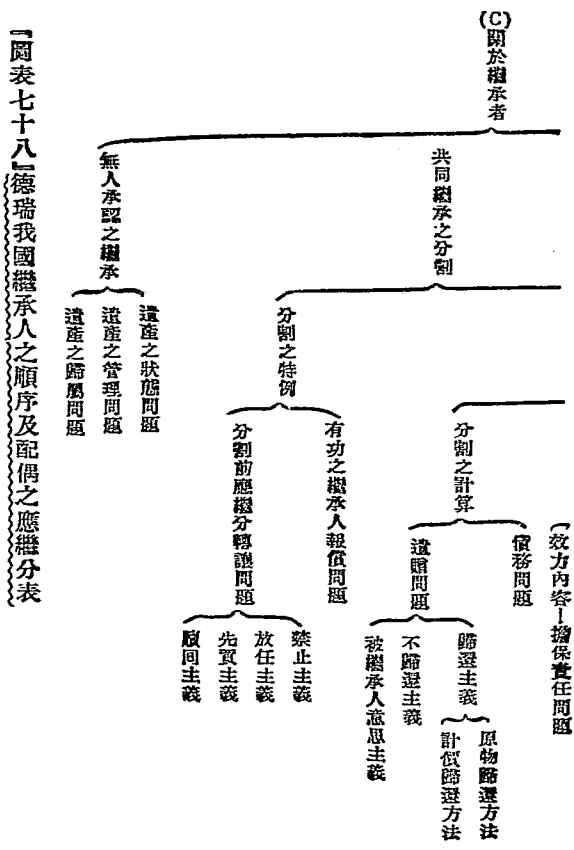 (C)關於繼承者
共同繼承之分割
〔效力內容—擔保責任問題
分割之計算
債務問題
遺贈問題
歸還主義
原物歸還方法
計價歸還方法
不歸還主義
被繼承人意思主義
分割之特例
有功之繼承人報償問題
分割前應繼分轉讓問題
禁止主義
放任主義
先買主義
贖回主義
無人承認之繼承
遺產之狀態問題
遺產之管理問題
遺產之歸屬問題
『圖表七十八』德瑞我國繼承人之順序及配偶之應繼分表